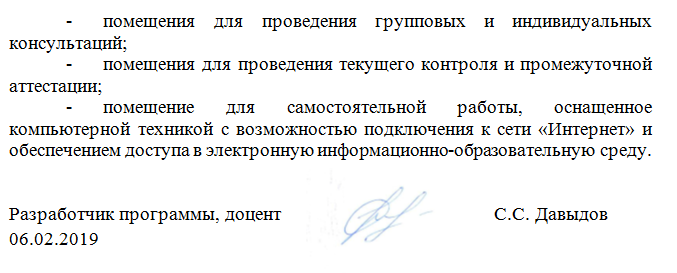 - помещения для проведения групповых и индивидуальных
консультаций;
- помещения для проведения текущего контроля и промежуточной
аттестации;
- помещение для самостоятельной работы, оснащенное
компьютерной техникой с возможностью подключения к сети «Интернет» и
обеспечением доступа в электронную информационно-образовательную среду.
Разработчик программы, доцент С.С. Давыдов
06.02.2019